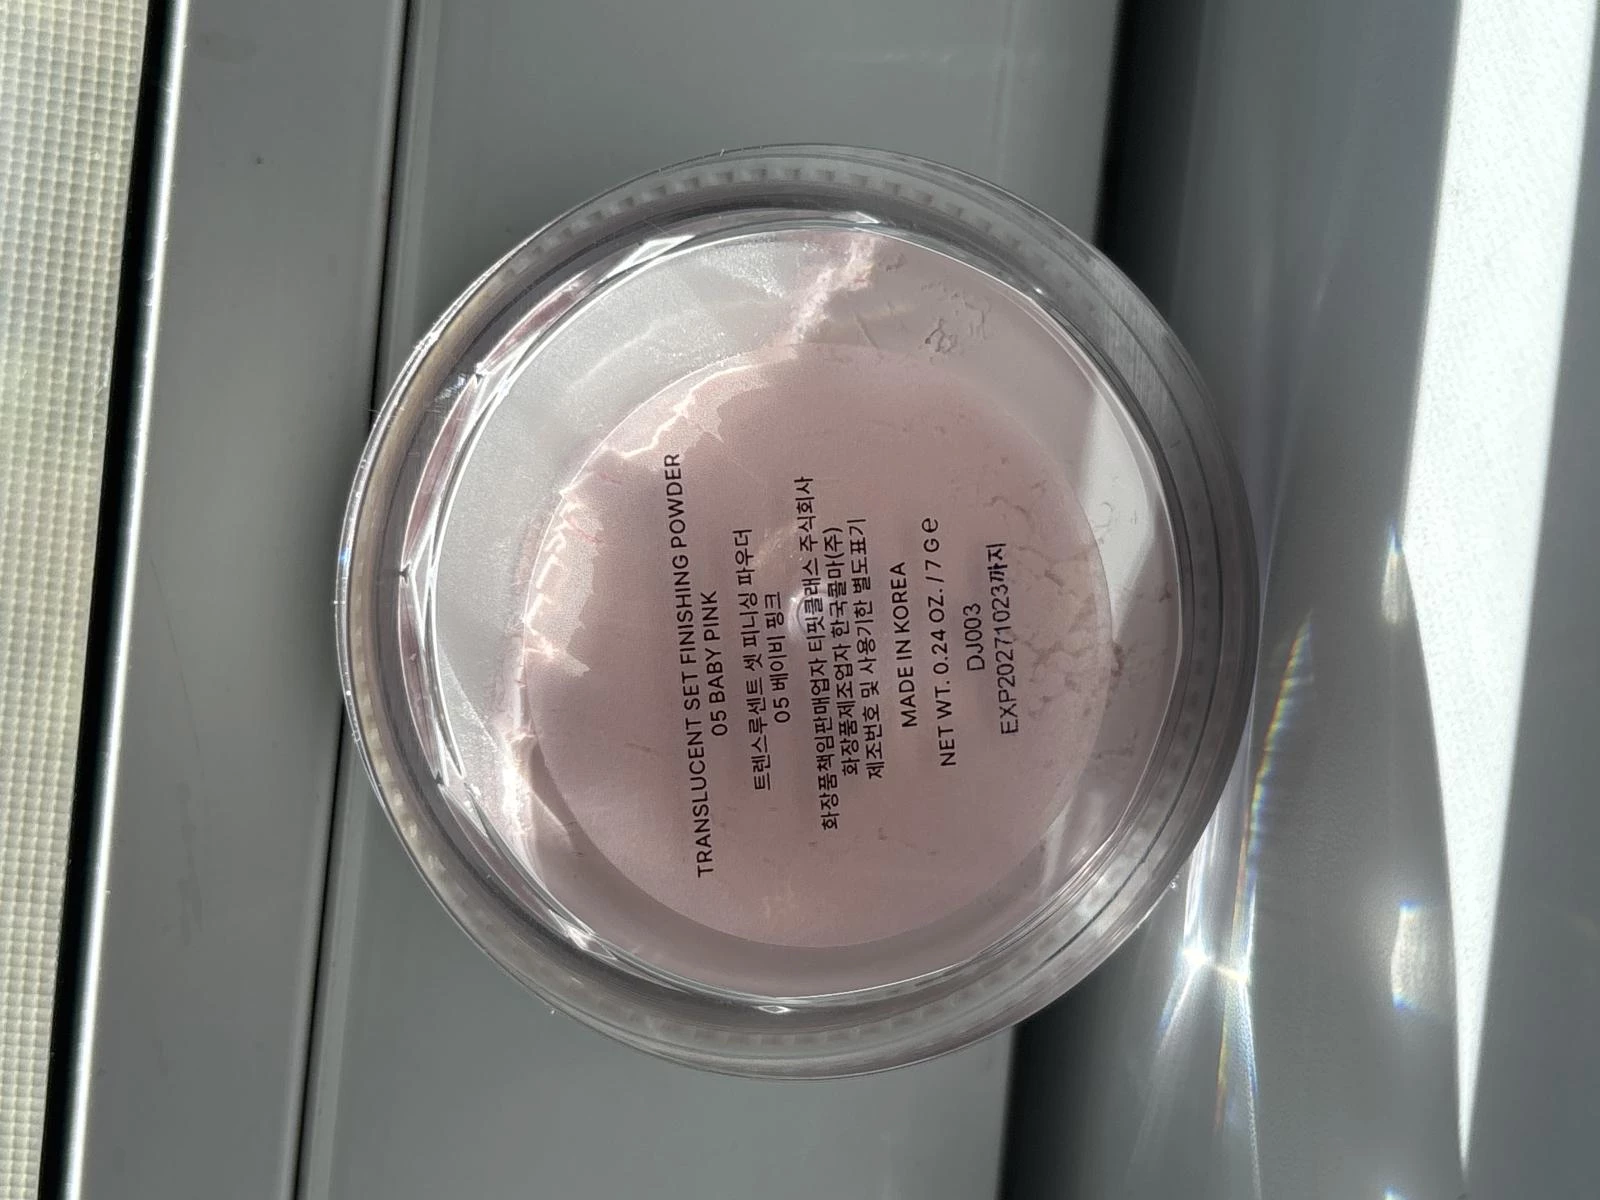 TRANSLUCENT SET FINISHING POWDER
05 BABY PINK
트렌스루센트 셋 피니싱 파우더
05 베이비 핑크
화장품책임판매업자 티핏클래스 주식회사
화장품제조업자 한국콜마(주)
제조번호 및 사용기한 별도표기
MADE IN KOREA
NET WT. 0.24 OZ. / 7 G e
DJ003
EXP20271023까지